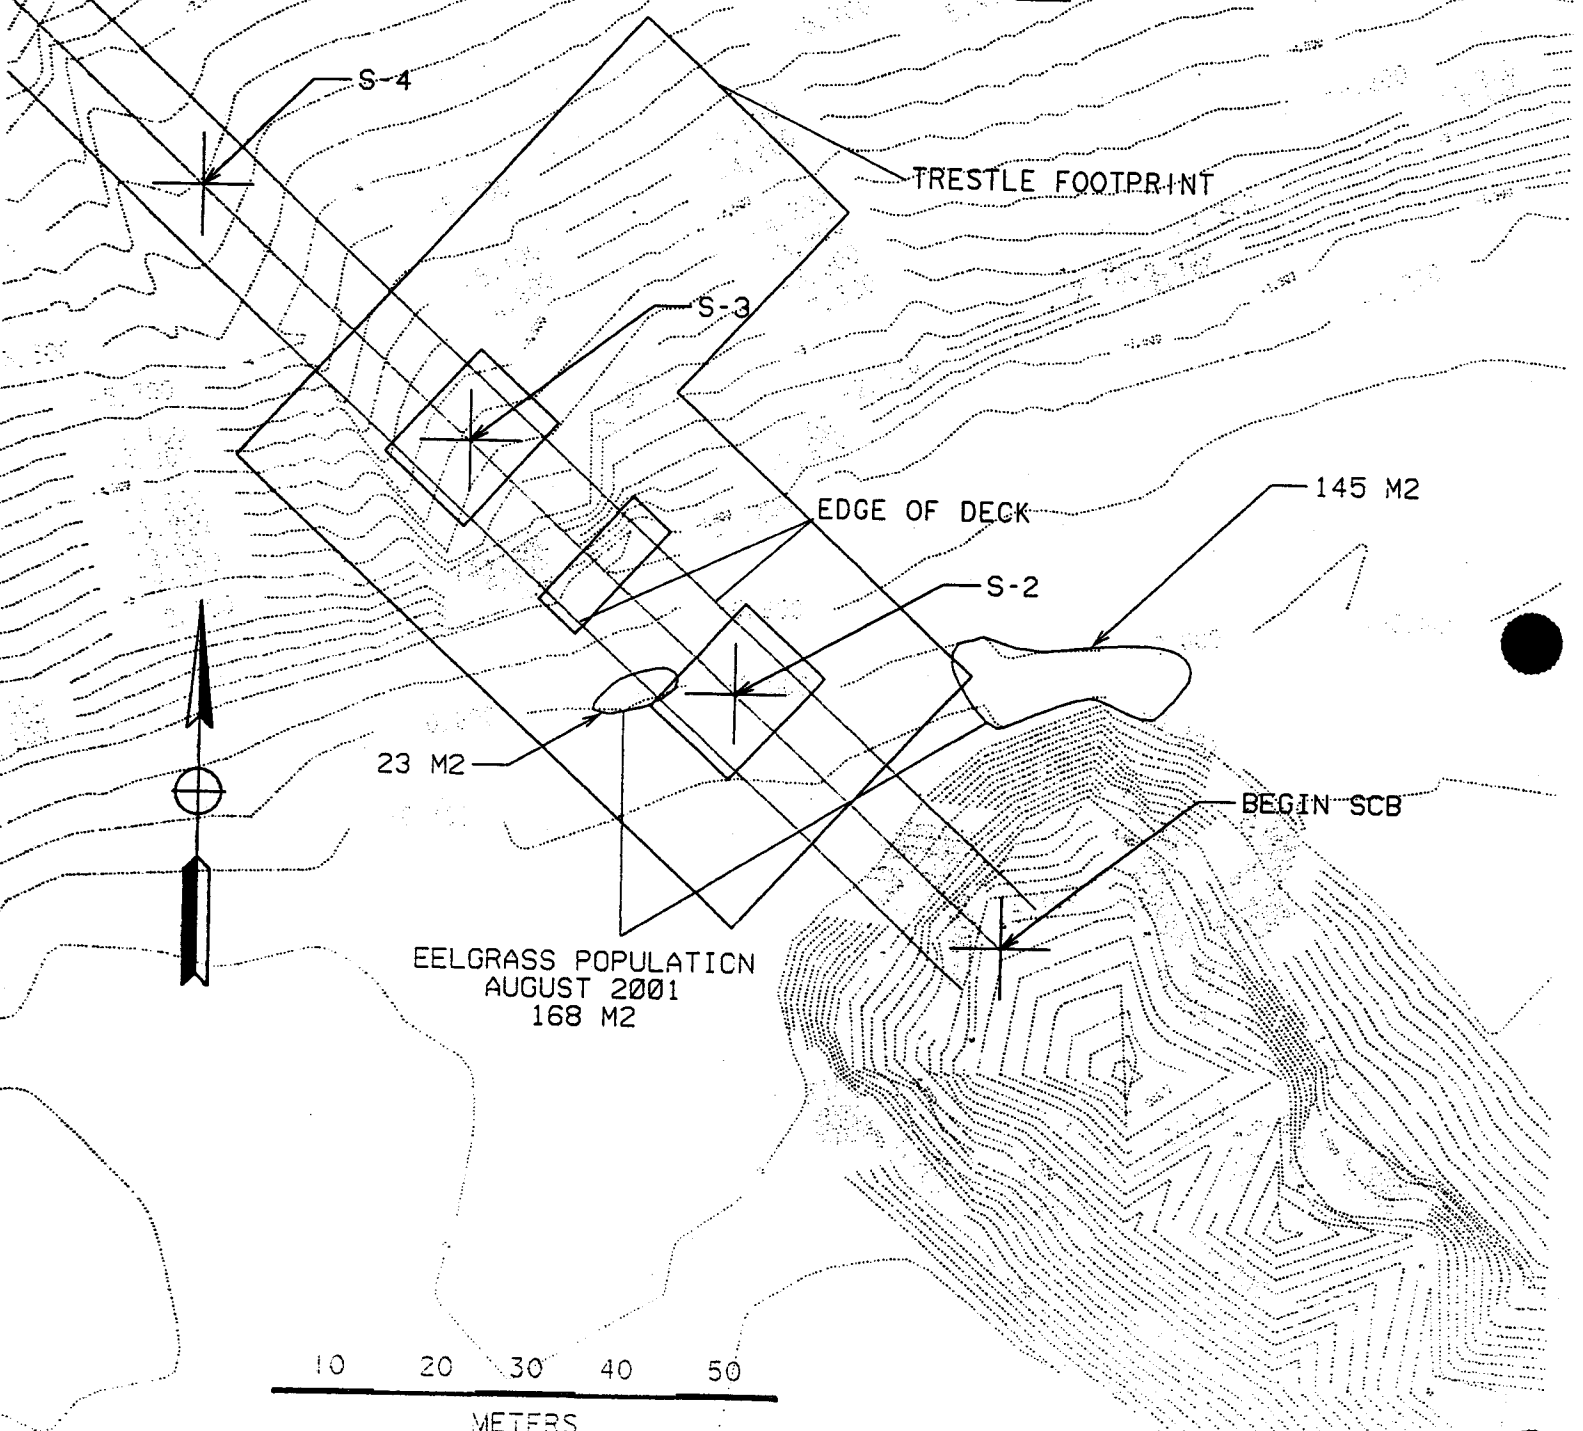 S-4
TRESTLE FOOTPRINT
S-3
145 M2
EDGE OF DECK
S-2
23 M2
BEGIN SCB
EELGRASS POPULATION
AUGUST 2001
168 M2
10 20 30 40 50
METERS